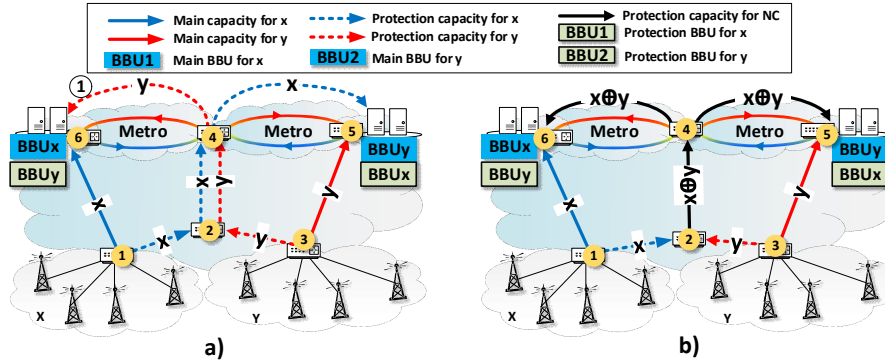 Main capacity for x
Protection capacity for x
Protection capacity for NC
Main capacity for y
Protection capacity for y
BBU1 Protection BBU for x
BBU1 Main BBU for x
BBU2 Main BBU for y
BBU2 Protection BBU for y
1
y
x
x⊕y
x⊕y
6
Metro
4
Metro
5
6
Metro
4
Metro
5
BBUx
BBUy
BBUx
BBUy
BBUy
BBUx
BBUy
BBUx
x
x
y
y
x
x⊕y
y
1
x
2
y
3
1
x
2
y
3
X
Y
X
Y
a)
b)